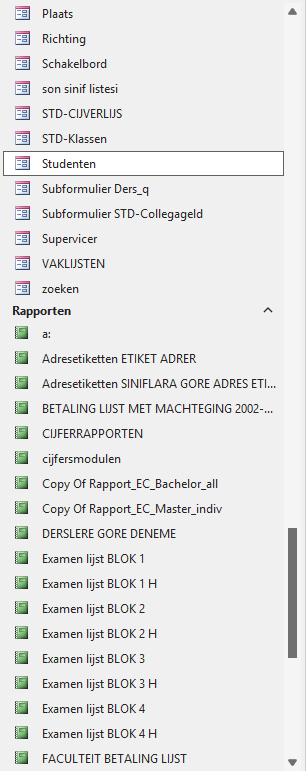 Plaats
Richting
Schakelbord
son sinif listesi
STD-CIJVERLIJS
STD-Klassen
Studenten
Subformulier Ders_q
Subformulier STD-Collegageld
Supervicer
VAKLIJSTEN
zoeken
Rapporten
a:
Adresetiketten ETIKET ADRER
Adresetiketten SINIFLARA GORE ADRES ETI...
BETALING LIJST MET MACHTEGING 2002-...
CIJFERRAPPORTEN
cijfersmodulen
Copy Of Rapport_EC_Bachelor_all
Copy Of Rapport_EC_Master_indiv
DERSLERE GORE DENEME
Examen lijst BLOK 1
Examen lijst BLOK 1 H
Examen lijst BLOK 2
Examen lijst BLOK 2 H
Examen lijst BLOK 3
Examen lijst BLOK 3 H
Examen lijst BLOK 4
Examen lijst BLOK 4 H
FACULTEIT BETALING LIJST